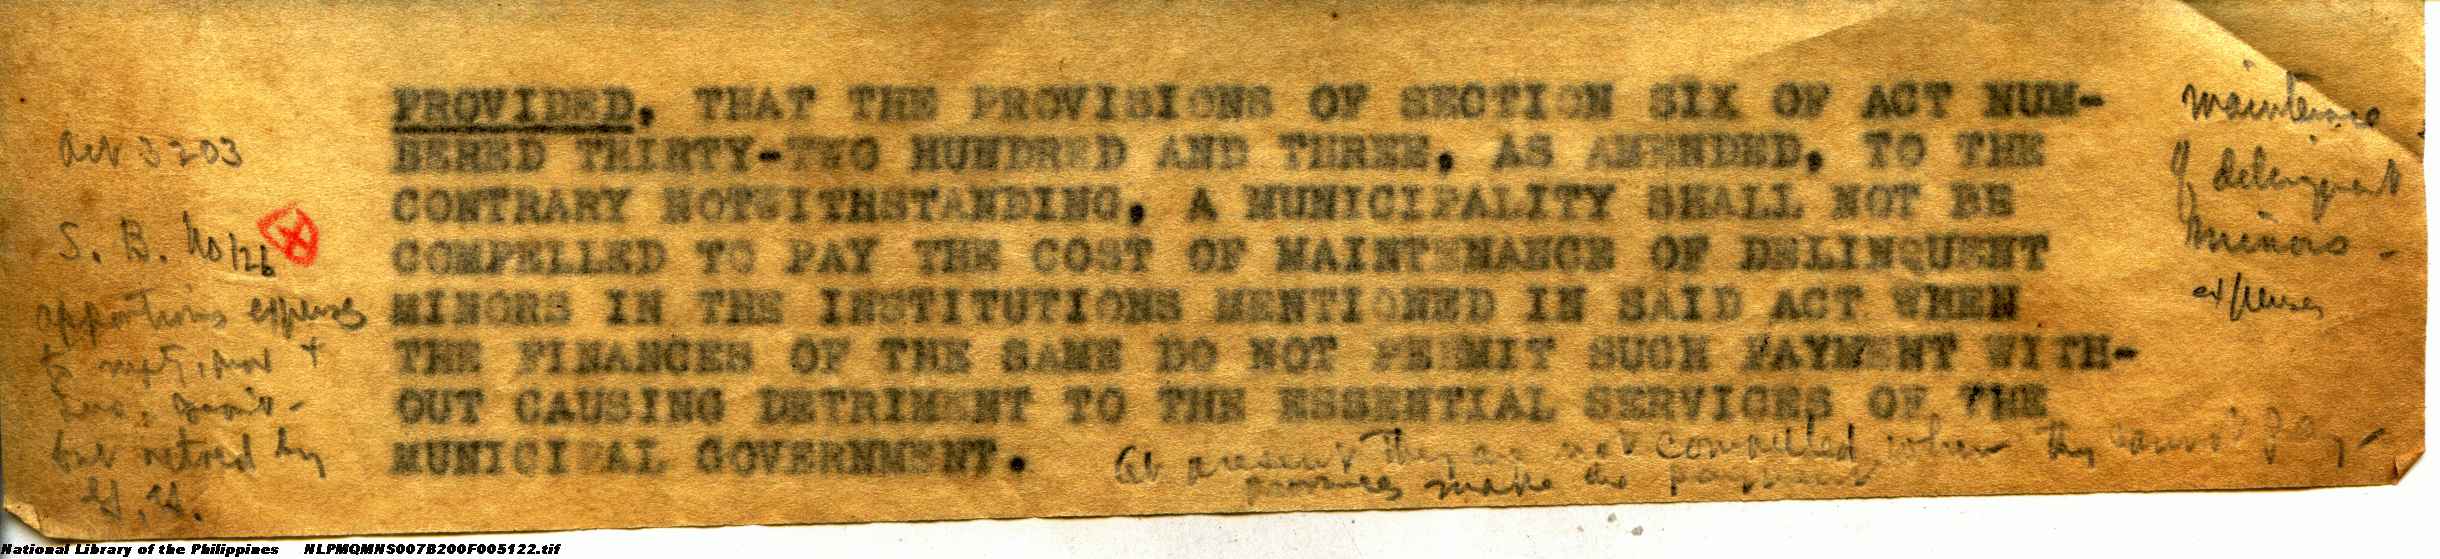 PROVIDED, THAT THE PROVISIONS OF SECTION SIX OF ACT NUM-
BERED THIRTY-TWO HUNDRED AND THREE, AS AMENDED, TO THE
CONTRARY NOTWITHSTANDING, A MUNICIPALITY SHALL NOT BE
COMPELLED TO PAY THE COST OF MAINTENANCE OF DELINQUENT
MINORS IN THE INSTITUTIONS MENTIONED IN SAID ACT WHEN
THE FINANCES OF THE SAME DO NOT PERMIT SUCH PAYMENT WITH-
OUT CAUSING DETRIMENT TO THE ESSENTIAL SERVICES OF THE
MUNICIPAL GOVERNMENT.
Act 3203
S. B. No 126
apportions expenses
but vetoed by
maintenance
of delinquent
minors -
expenses
At present they are not compelled when they cannot pay -
provinces make the payment
National Library of the Philippines NLPMQMNS007B200F005122.tif